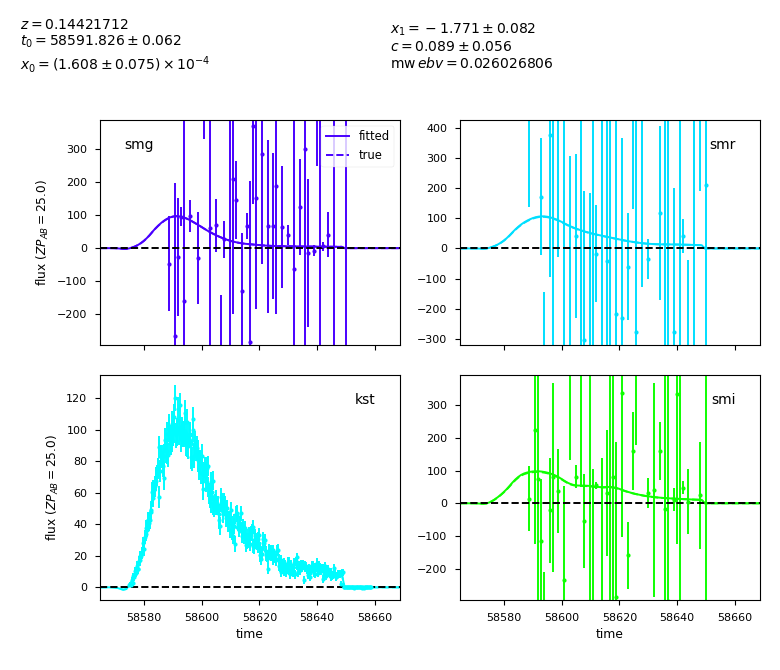 z = 0.14421712
t₀ = 58591.826 ± 0.062
x₀ = (1.608 ± 0.075) × 10⁻⁴
x₁ = −1.771 ± 0.082
c = 0.089 ± 0.056
mw ebv = 0.026026806
smg
fitted
true
300
200
100
0
−100
−200
flux (ZP_AB = 25.0)
smr
400
300
200
100
0
−100
−200
−300
kst
120
100
80
60
40
20
0
flux (ZP_AB = 25.0)
58580 58600 58620 58640 58660
time
smi
300
200
100
0
−100
−200
58580 58600 58620 58640 58660
time